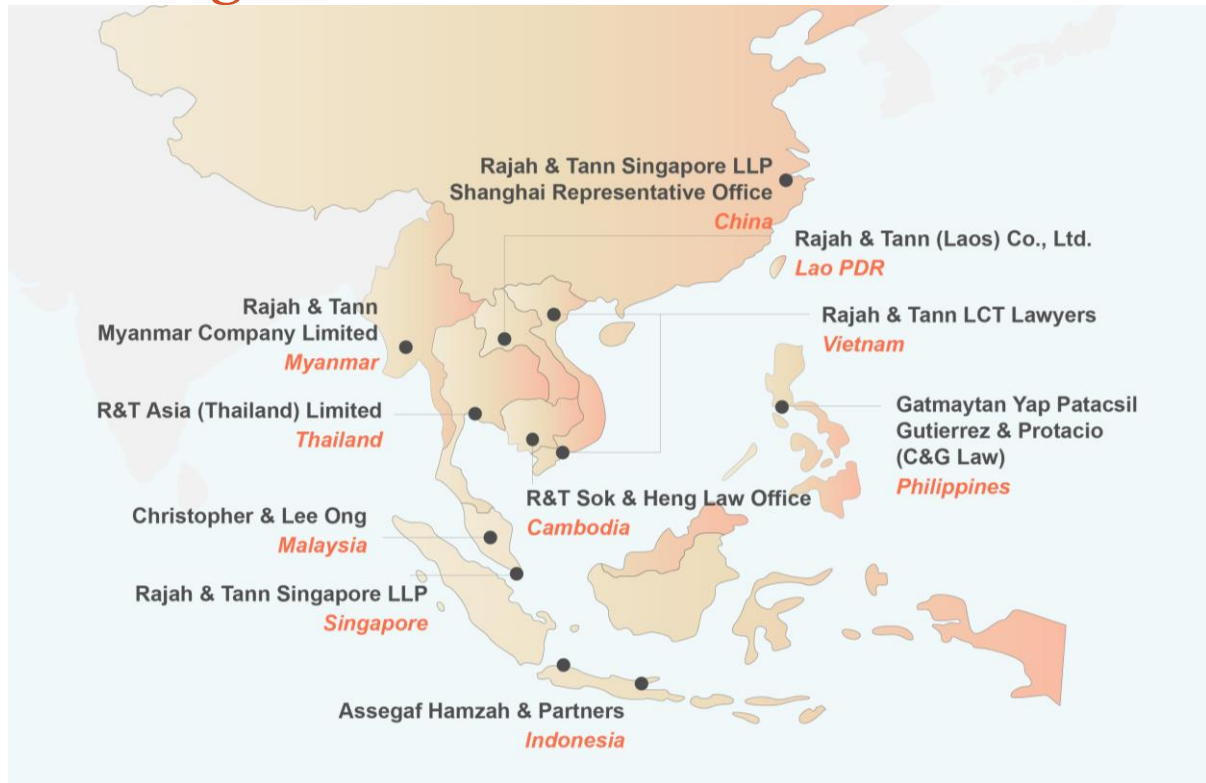 Rajah & Tann Singapore LLP
Shanghai Representative Office
China
Rajah & Tann (Laos) Co., Ltd.
Lao PDR
Rajah & Tann
Myanmar Company Limited
Myanmar
Rajah & Tann LCT Lawyers
Vietnam
R&T Asia (Thailand) Limited
Thailand
Gatmaytan Yap Patacsil
Gutierrez & Protacio
(C&G Law)
Philippines
R&T Sok & Heng Law Office
Cambodia
Christopher & Lee Ong
Malaysia
Rajah & Tann Singapore LLP
Singapore
Assegaf Hamzah & Partners
Indonesia